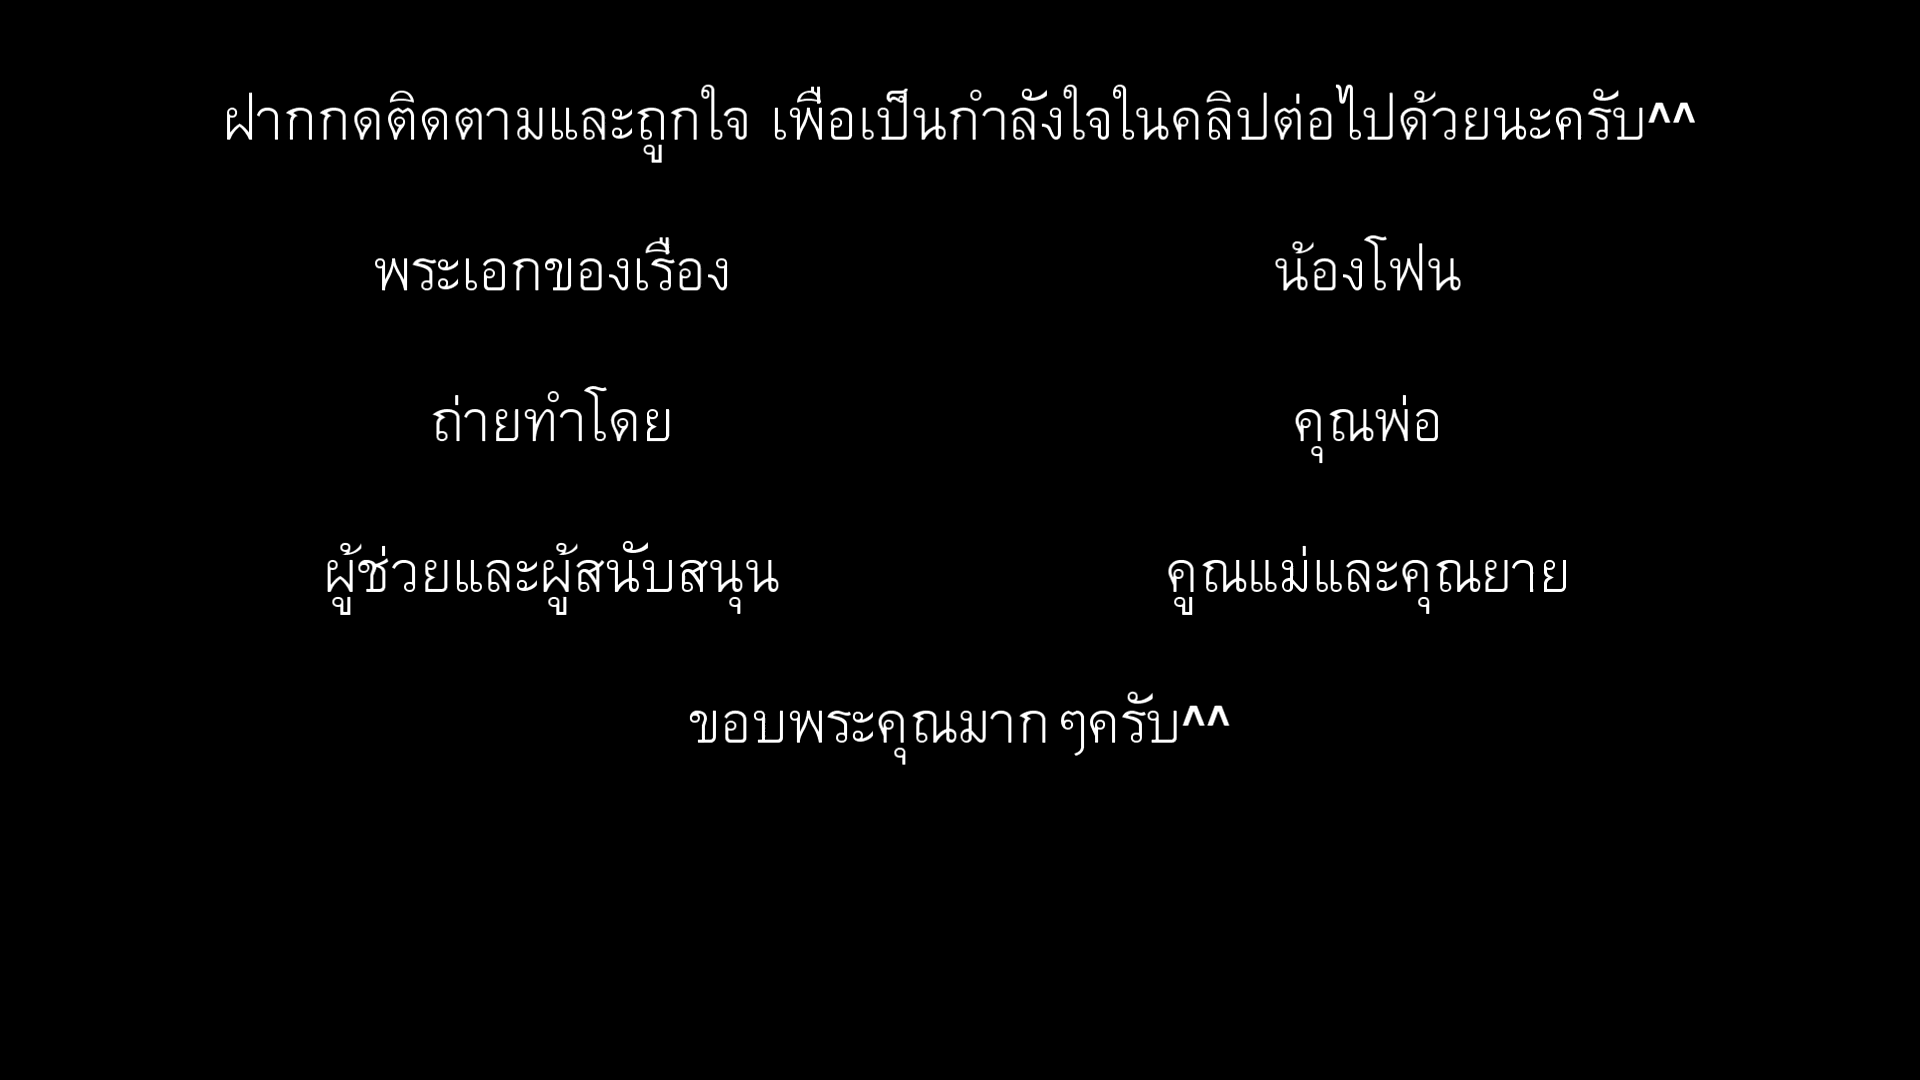 ฝากกดติดตามและถูกใจ เพื่อเป็นกำลังใจในคลิปต่อไปด้วยนะครับ^^
พระเอกของเรื่อง น้องโฟน
ถ่ายทำโดย คุณพ่อ
ผู้ช่วยและผู้สนับสนุน คูณแม่และคุณยาย
ขอบพระคุณมาก ๆครับ^^